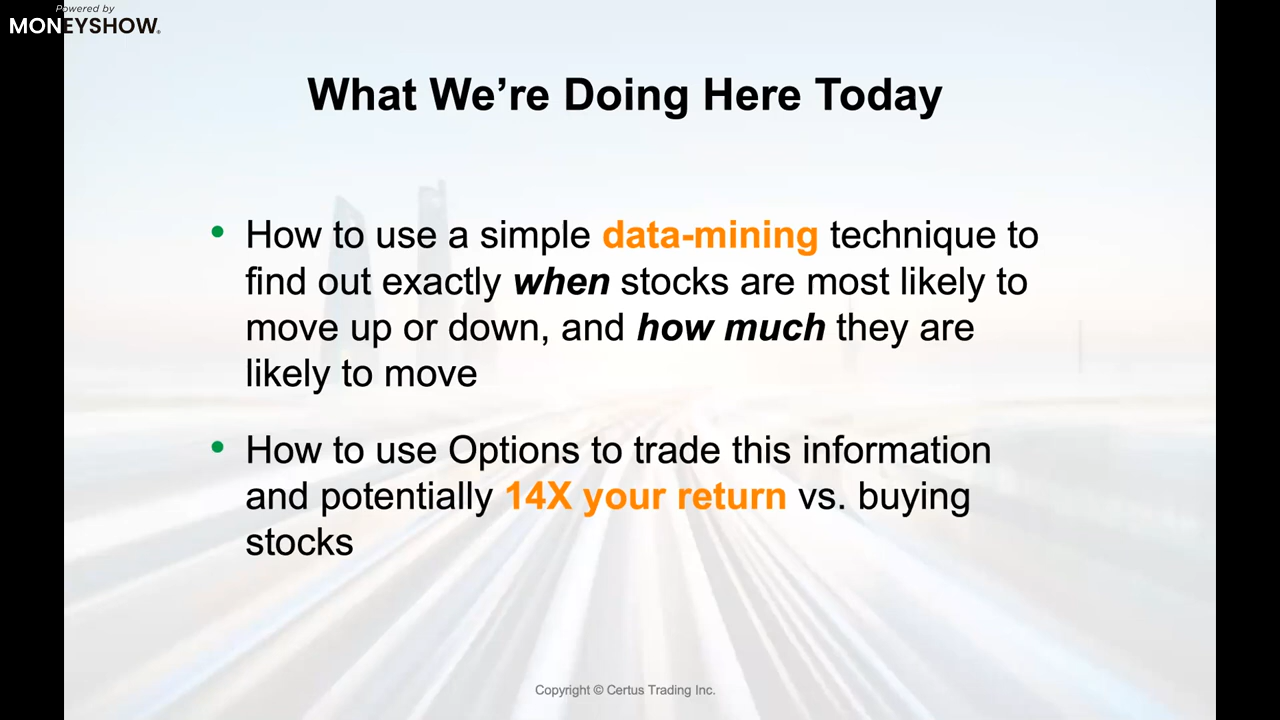 Powered by
MONEYSHOW.
What We’re Doing Here Today
• How to use a simple data-mining technique to
find out exactly when stocks are most likely to
move up or down, and how much they are
likely to move
• How to use Options to trade this information
and potentially 14X your return vs. buying
stocks
Copyright © Certus Trading Inc.